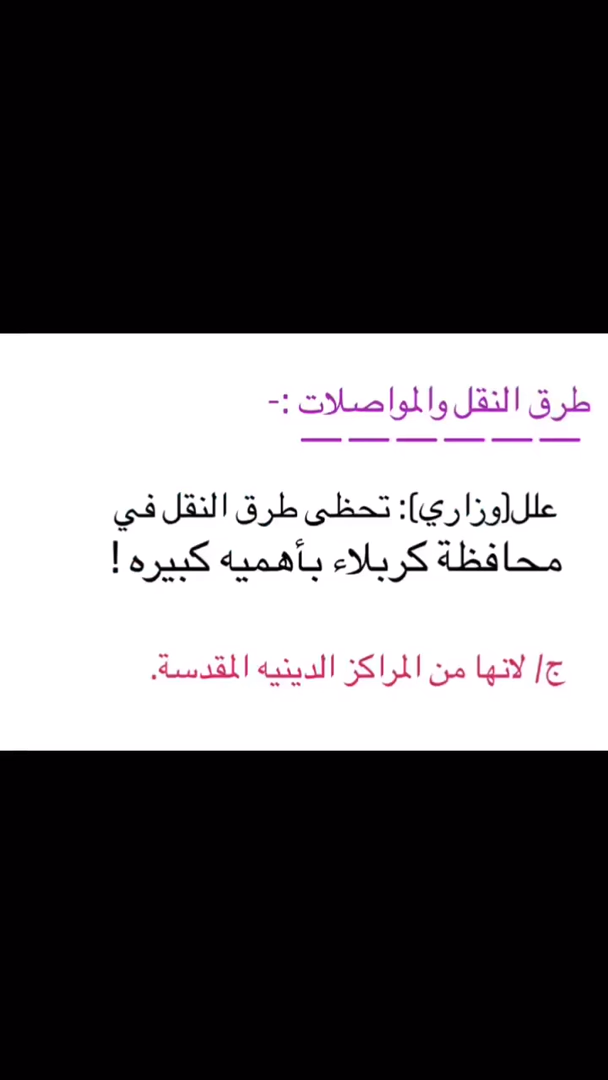 طرق النقل والمواصلات :-
علل(وزاري): تحظى طرق النقل في
محافظة كربلاء بأهميه كبيره !
ج/ لانها من المراكز الدينيه المقدسة.